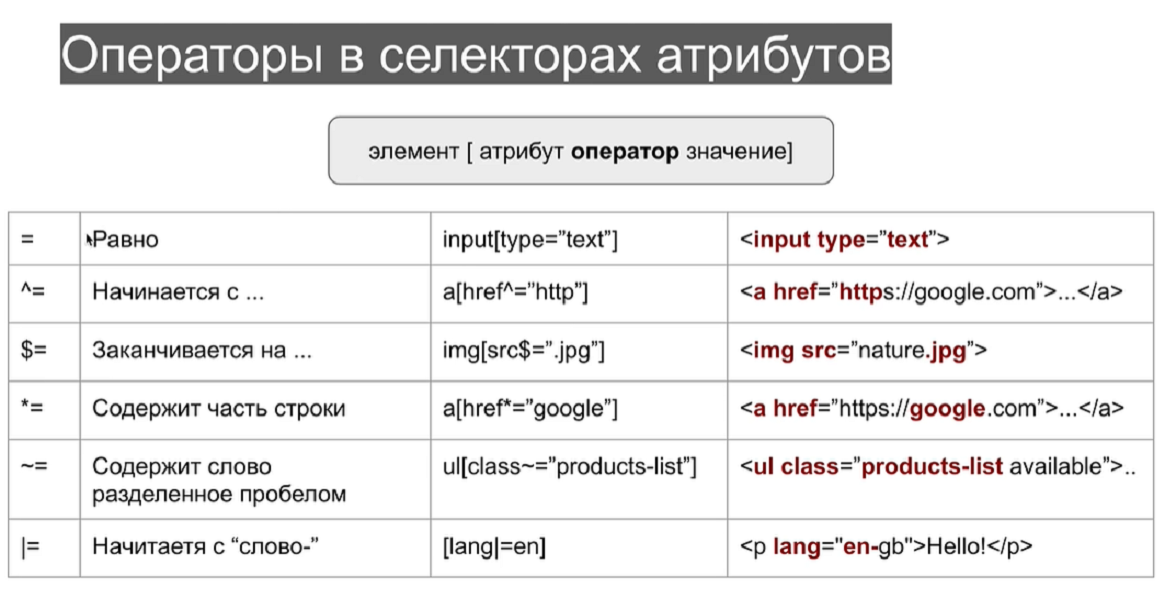 Операторы в селекторах атрибутов
элемент [ атрибут оператор значение]
= Равно input[type=”text”] <input type=”text”>
^= Начинается с ... a[href^=”http”] <a href=”https://google.com”>...</a>
$= Заканчивается на ... img[src$=”.jpg”] <img src=”nature.jpg”>
*= Содержит часть строки a[href*=”google”] <a href=”https://google.com”>...</a>
~= Содержит слово ul[class~=”products-list”] <ul class=”products-list available”>..
разделенное пробелом
|= Начитаетя с “слово-” [lang|=en] <p lang="en-gb">Hello!</p>